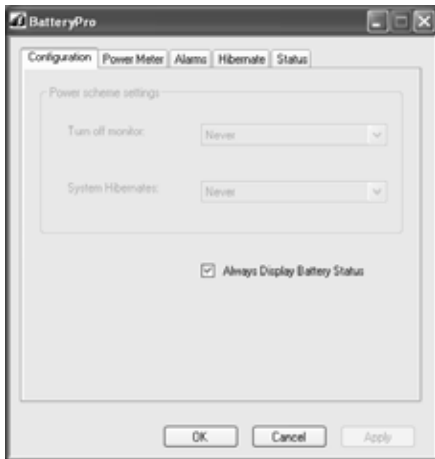 BatteryPro
Configuration Power Meter Alarms Hibernate Status
Power scheme settings
Turn off monitor: Never
System Hibernates: Never
Always Display Battery Status
OK Cancel Apply